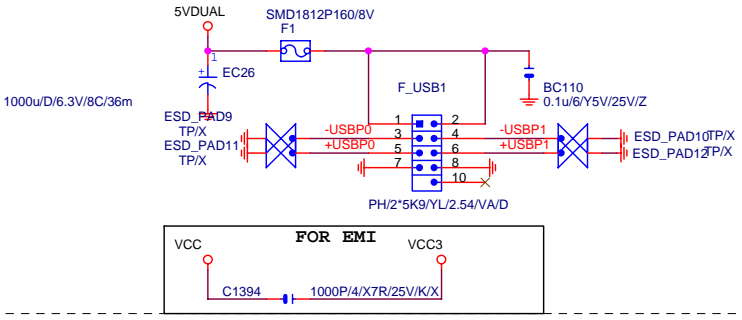 5VDUAL
SMD1812P160/8V
F1
1
+
EC26
F_USB1
1000u/D/6.3V/8C/36m
BC110
0.1u/6/Y5V/25V/Z
ESD_PAD9
TP/X
1 2
-USBP0 3 4 -USBP1
ESD_PAD10 TP/X
ESD_PAD11
TP/X
+USBP0 5 6 +USBP1
ESD_PAD12 TP/X
7 8
10
PH/2*5K9/YL/2.54/VA/D
FOR EMI
VCC VCC3
C1394 1000P/4/X7R/25V/K/X